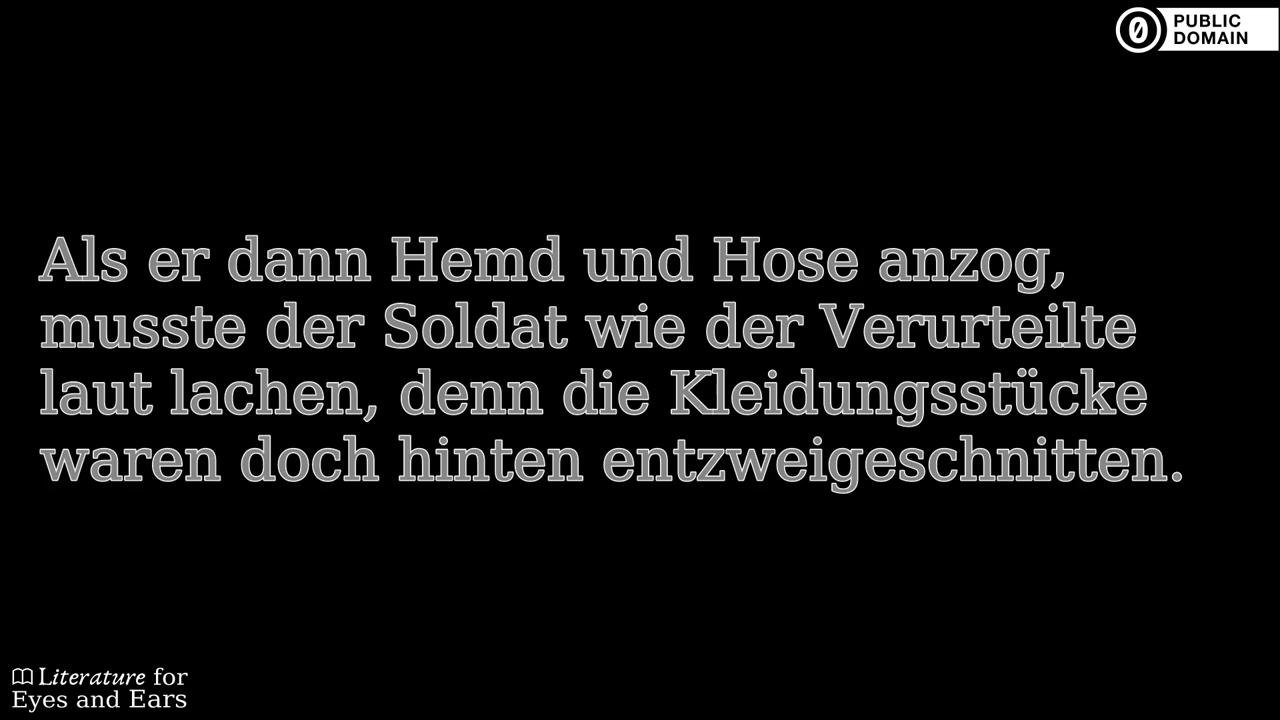 PUBLIC
DOMAIN
Als er dann Hemd und Hose anzog,
musste der Soldat wie der Verurteilte
laut lachen, denn die Kleidungsstücke
waren doch hinten entzweigeschnitten.
Literature for
Eyes and Ears